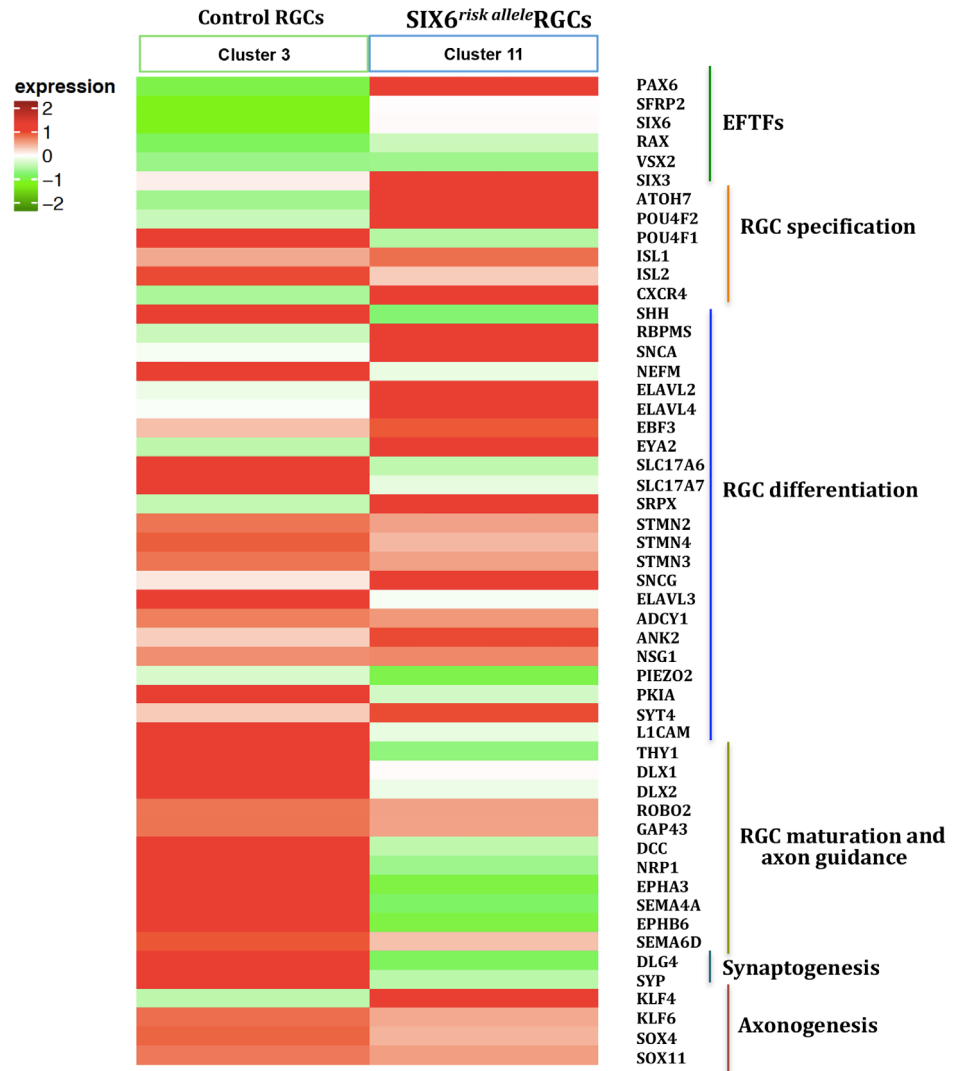 Control RGCs
SIX6risk alleleRGCs
Cluster 3
Cluster 11
expression
2
1
0
−1
−2
PAX6
SFRP2
SIX6
RAX
VSX2
SIX3
EFTFs
ATOH7
POU4F2
POU4F1
ISL1
ISL2
CXCR4
RGC specification
SHH
RBPMS
SNCA
NEFM
ELAVL2
ELAVL4
EBF3
EYA2
SLC17A6
SLC17A7
SRPX
STMN2
STMN4
STMN3
SNCG
ELAVL3
ADCY1
ANK2
NSG1
PIEZO2
PKIA
SYT4
L1CAM
RGC differentiation
THY1
DLX1
DLX2
ROBO2
GAP43
DCC
NRP1
EPHA3
SEMA4A
EPHB6
SEMA6D
RGC maturation and
axon guidance
DLG4
SYP
Synaptogenesis
KLF4
KLF6
SOX4
SOX11
Axonogenesis